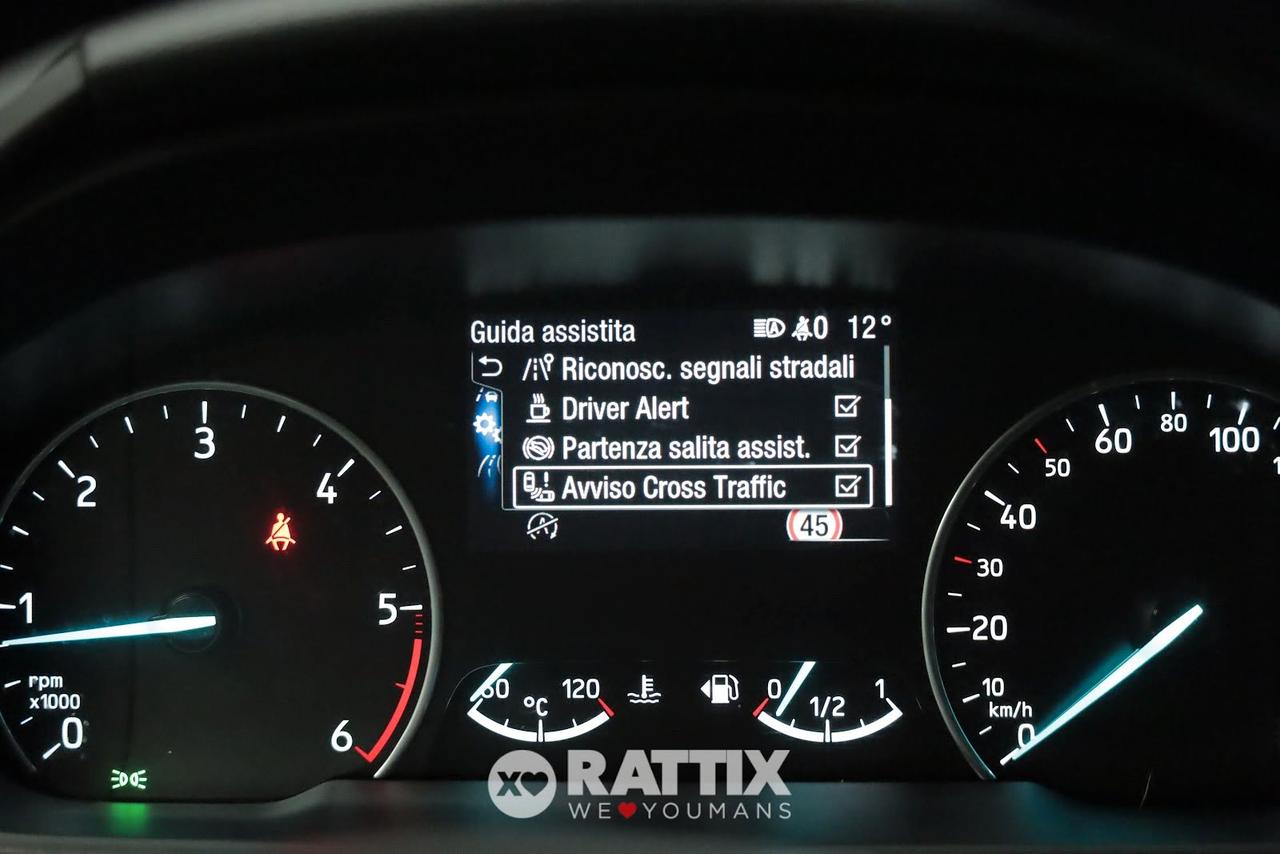 Guida assistita 0 12°
Riconosc. segnali stradali
Driver Alert
Partenza salita assist.
Avviso Cross Traffic
A 45
0 1 2 3 4 5 6
rpm
x1000
0 10 20 30 40 50 60 80 100
km/h
60 120
°C
0 1/2 1
RATTIX
WE YOUMANS